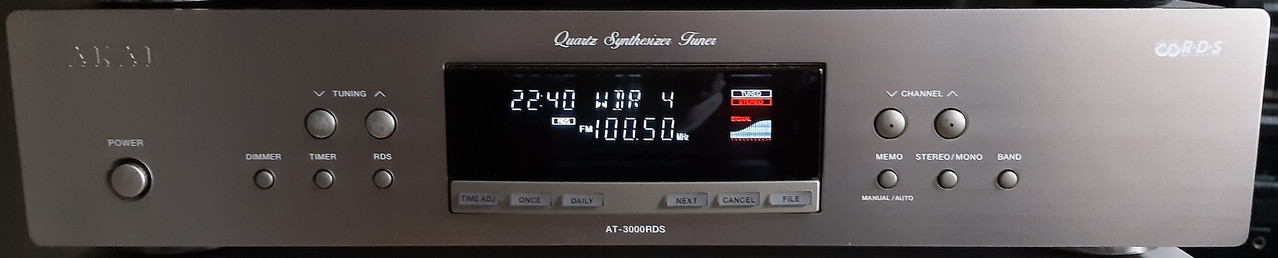 Quartz Synthesizer Tuner
AKAI
R·D·S
TUNING
CHANNEL
POWER
DIMMER TIMER RDS
22:40 WDR 4
TUNED
STEREO
RDS
FM 100.50 MHz
SIGNAL
MEMO STEREO/MONO BAND
MANUAL/AUTO
TIME ADJ ONCE DAILY NEXT CANCEL FILE
AT-3000RDS